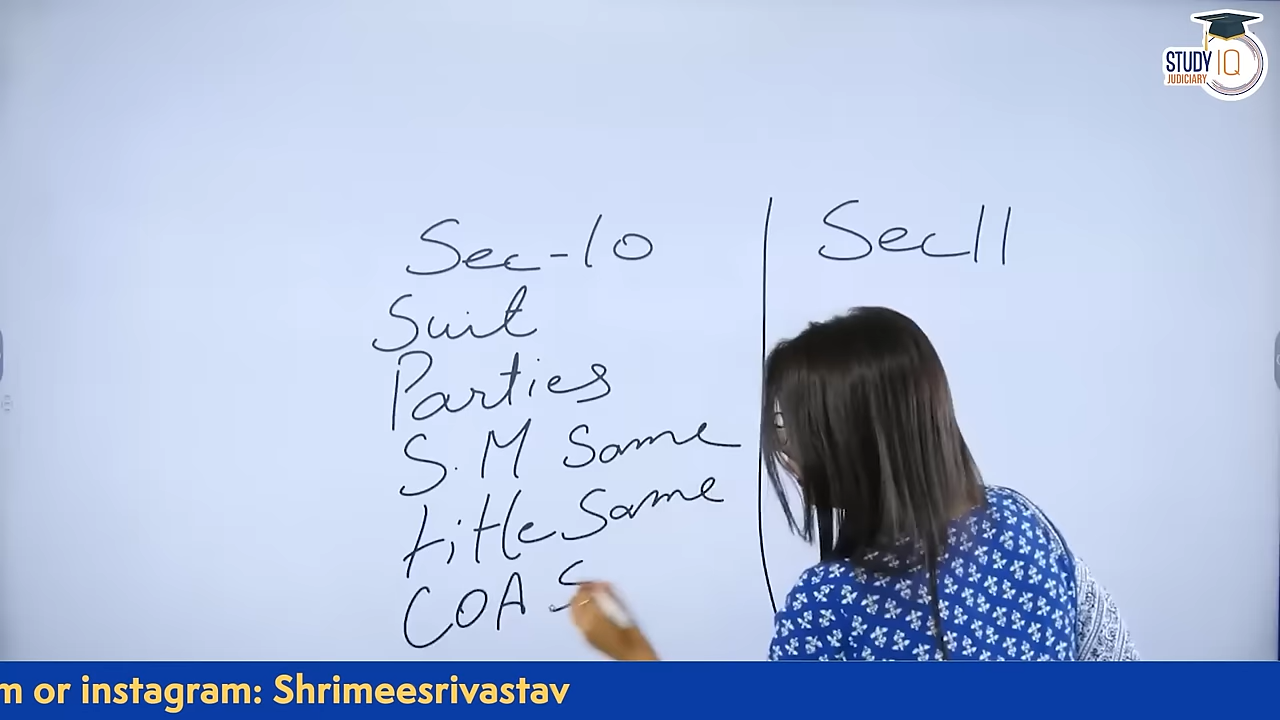 STUDY IQ
JUDICIARY
Sec-10
Sec 11
Suit
Parties
S.M Same
title Same
COA S
m or instagram: Shrimeesrivastav